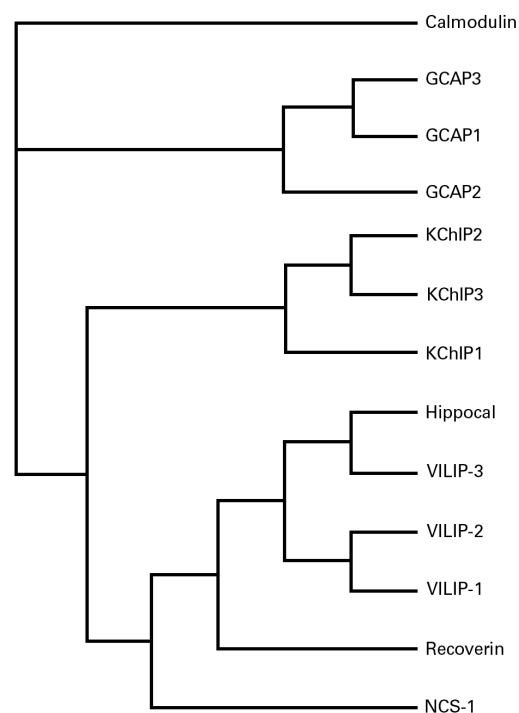 Calmodulin
GCAP3
GCAP1
GCAP2
KChIP2
KChIP3
KChIP1
Hippocal
VILIP-3
VILIP-2
VILIP-1
Recoverin
NCS-1